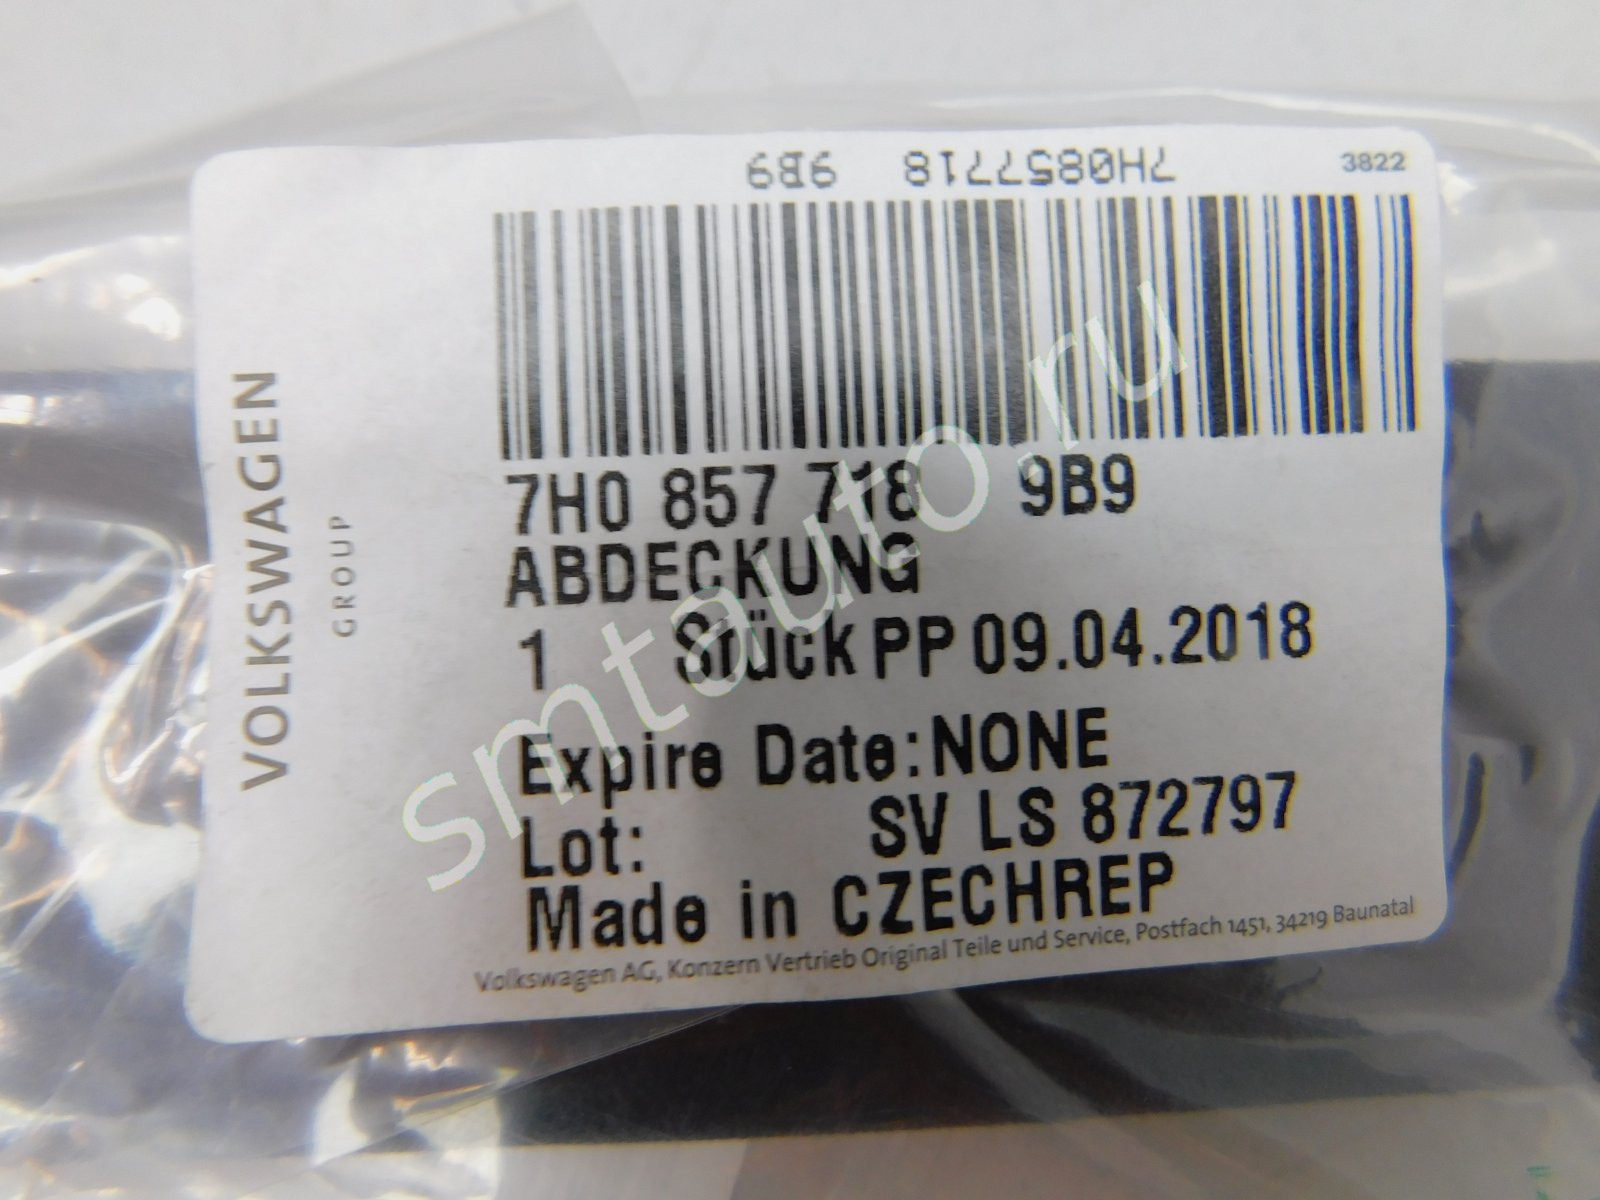 7H0857718 9B9
3822
VOLKSWAGEN
GROUP
7H0 857 718 9B9
ABDECKUNG
1 Stück PP 09.04.2018
Expire Date:NONE
Lot: SV LS 872797
Made in CZECHREP
Volkswagen AG, Konzern Vertrieb Original Teile und Service, Postfach 1451, 34219 Baunatal
smtauto.ru